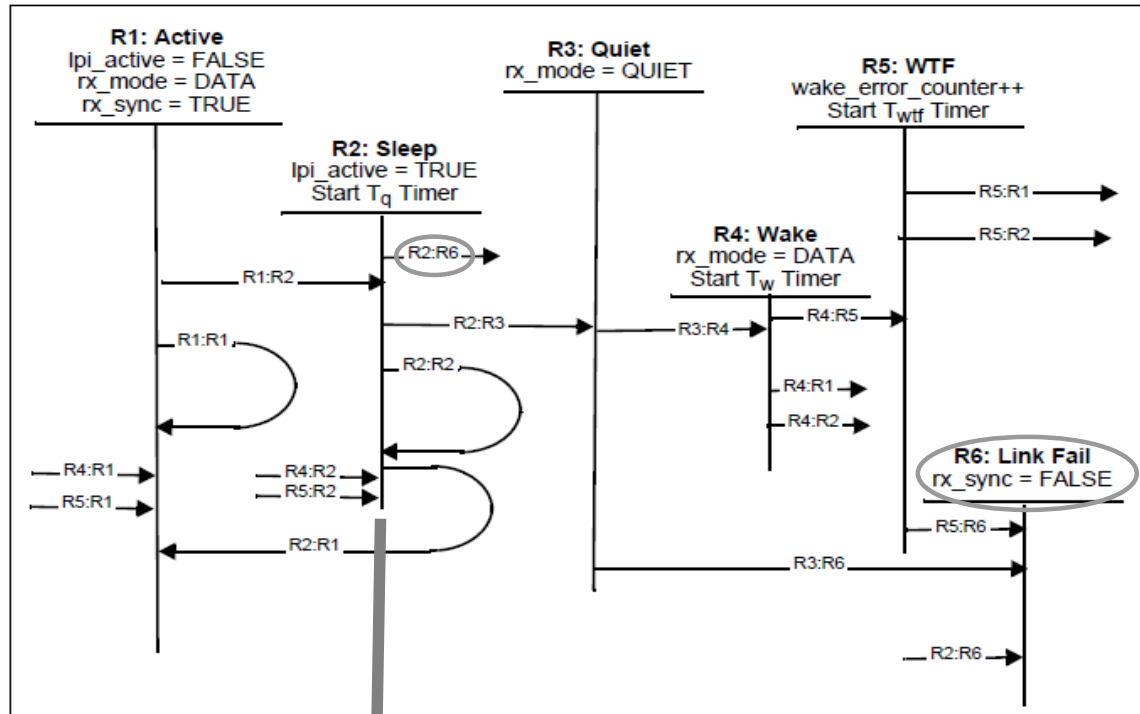 R1: Active
lpi_active = FALSE
rx_mode = DATA
rx_sync = TRUE
R2: Sleep
lpi_active = TRUE
Start Tq Timer
R3: Quiet
rx_mode = QUIET
R5: WTF
wake_error_counter++
Start Twtf Timer
R5:R1
R5:R2
R4: Wake
rx_mode = DATA
Start Tw Timer
R2:R6
R1:R2
R2:R3
R3:R4
R4:R5
R1:R1
R2:R2
R4:R1
R4:R2
R4:R1
R5:R1
R4:R2
R5:R2
R6: Link Fail
rx_sync = FALSE
R5:R6
R2:R1
R3:R6
R2:R6